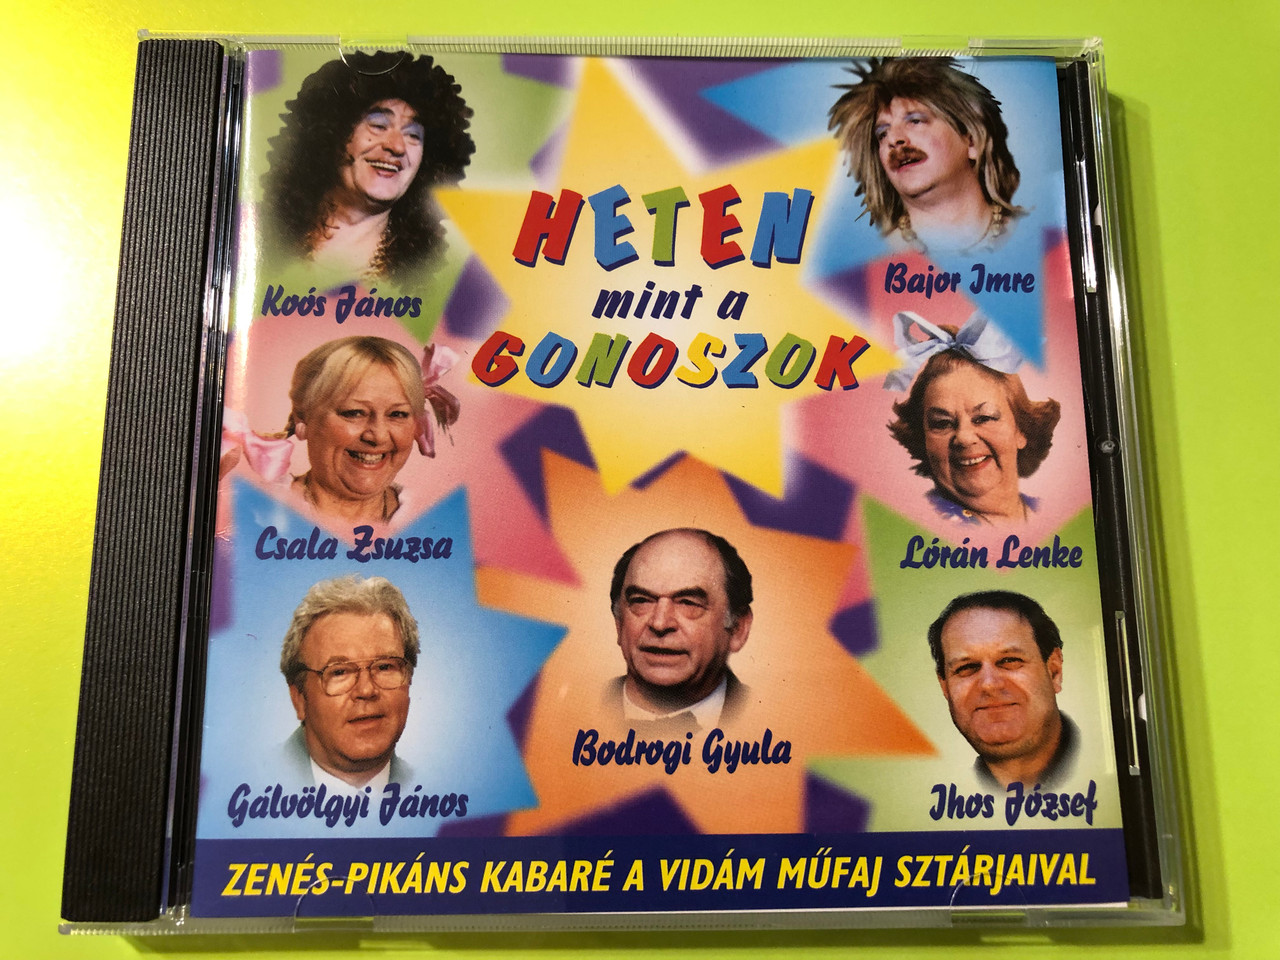 HETEN
mint a
GONOSZOK
Koós János
Bajor Imre
Csala Zsuzsa
Lórán Lenke
Gálvölgyi János
Bodrogi Gyula
Ihos József
ZENÉS-PIKÁNS KABARÉ A VIDÁM MŰFAJ SZTÁRJAIVAL